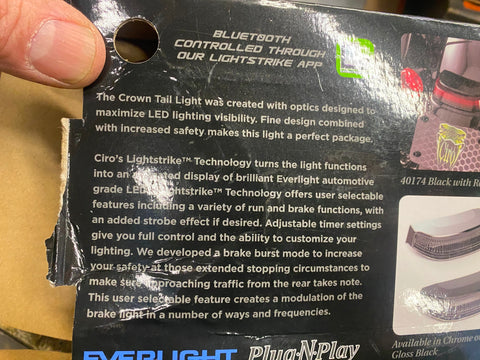 BLUETOOTH
CONTROLLED THROUGH
OUR LIGHTSTRIKE APP
The Crown Tail Light was created with optics designed to
maximize LED lighting visibility. Fine design combined
with increased safety makes this light a perfect package.
Ciro's Lightstrike™ Technology turns the light functions
into an animated display of brilliant Everlight automotive
grade LEDs. Lightstrike™ Technology offers user selectable
features including a variety of run and brake functions, with
an added strobe effect if desired. Adjustable timer settings
give you full control and the ability to customize your
lighting. We developed a brake burst mode to increase
your safety at those extended stopping circumstances to
make sure approaching traffic from the rear takes note.
This user selectable feature creates a modulation of the
brake light in a number of ways and frequencies.
EVERLIGHT Plug-N-Play
40174 Black with
Available in Chrome
Gloss Black